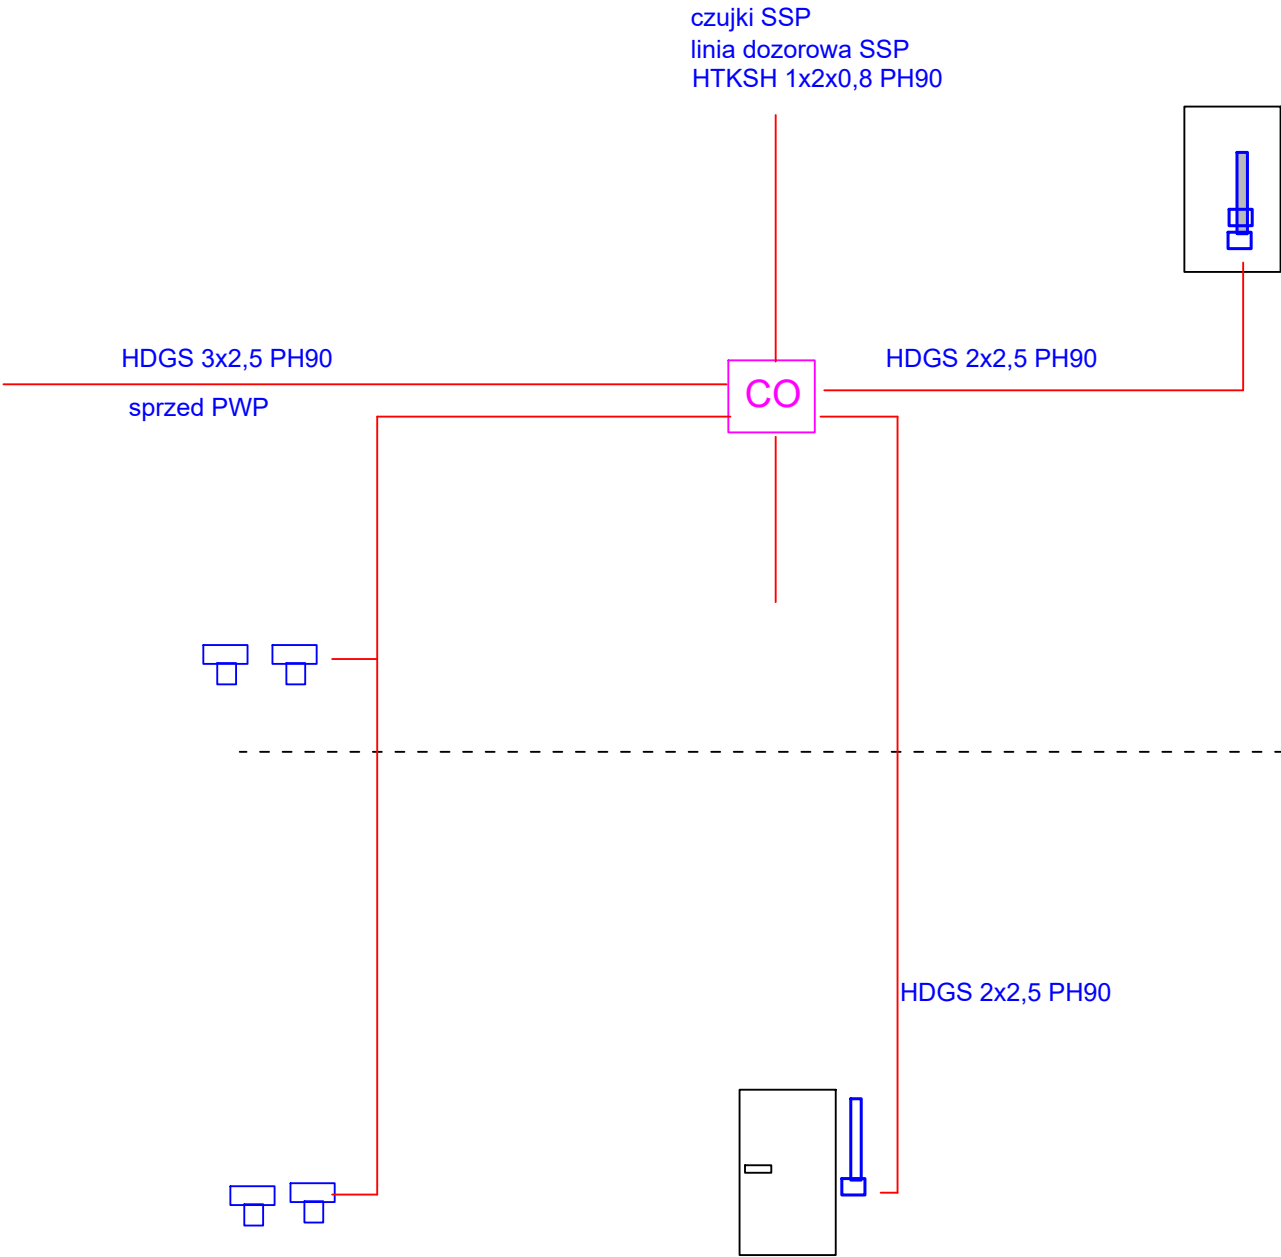 czujki SSP
linia dozorowa SSP
HTKSH 1x2x0,8 PH90
HDGS 3x2,5 PH90
sprzed PWP
CO
HDGS 2x2,5 PH90
HDGS 2x2,5 PH90